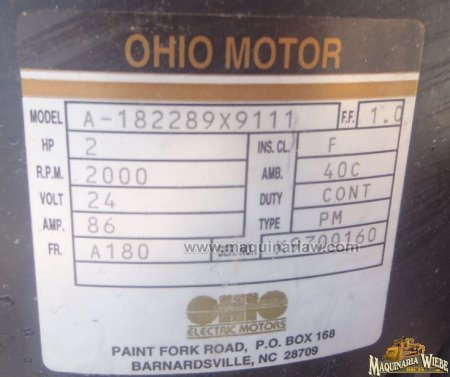 OHIO MOTOR
MODEL A-182289X9111 F.F. 1.0
HP 2 INS. CL. F
R.P.M. 2000 AMB. 40C
VOLT 24 DUTY CONT
AMP. 86 TYPE PM
FR. A180
www.maquinarlaw.com
OHIO
ELECTRIC MOTORS
PAINT FORK ROAD, P.O. BOX 168
BARNARDSVILLE, NC 28709
MAQUINARIA WIEBE